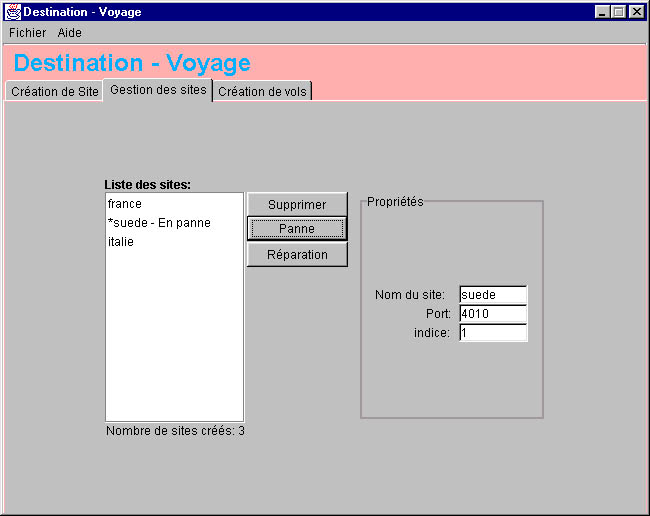 Destination - Voyage
Fichier Aide
Destination - Voyage
Création de Site Gestion des sites Création de vols
Liste des sites:
france
*suede - En panne
italie
Nombre de sites créés: 3
Supprimer
Panne
Réparation
Propriétés
Nom du site: suede
Port: 4010
indice: 1